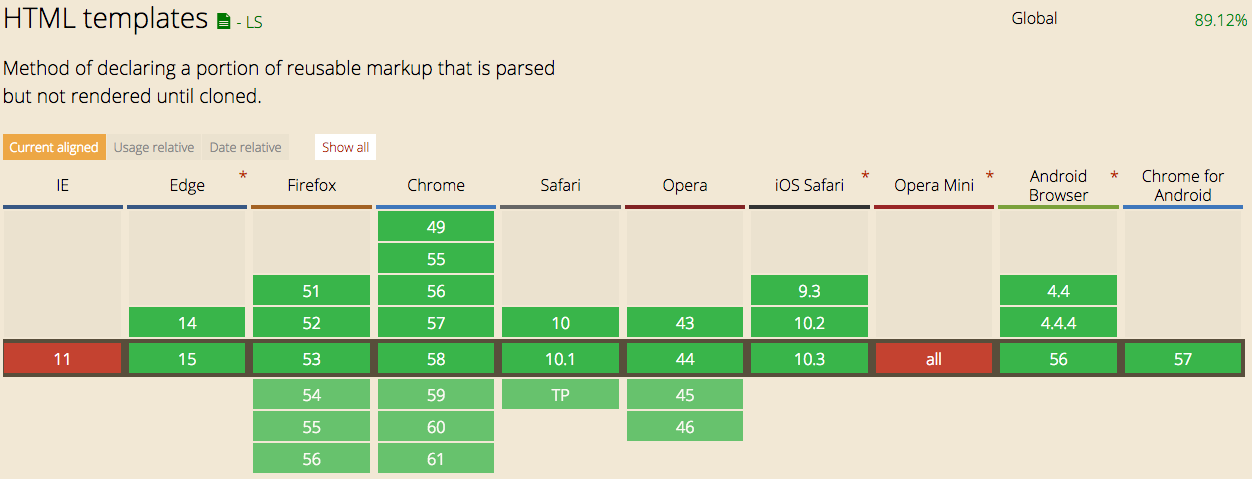 HTML templates - LS
Global 89.12%
Method of declaring a portion of reusable markup that is parsed
but not rendered until cloned.
Current aligned Usage relative Date relative Show all
IE Edge * Firefox Chrome Safari Opera iOS Safari * Opera Mini * Android Browser * Chrome for Android
49
55
51 56 9.3 4.4
14 52 57 10 43 10.2 4.4.4
11 15 53 58 10.1 44 10.3 all 56 57
54 59 TP 45
55 60 46
56 61